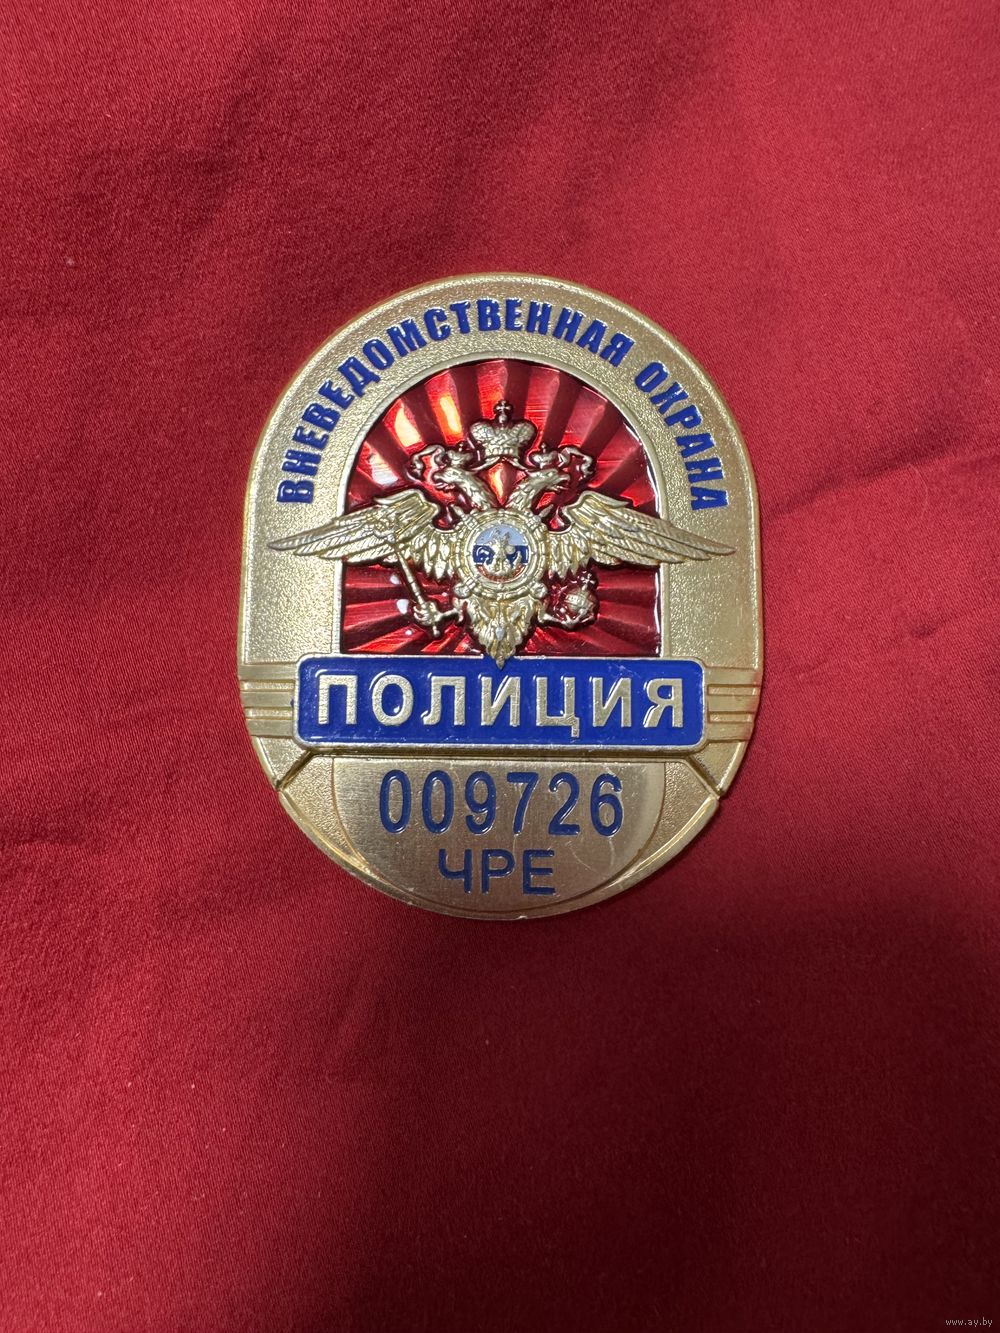 ВНЕВЕДОМСТВЕННАЯ ОХРАНА
ПОЛИЦИЯ
009726
ЧРЕ
www.ay.by